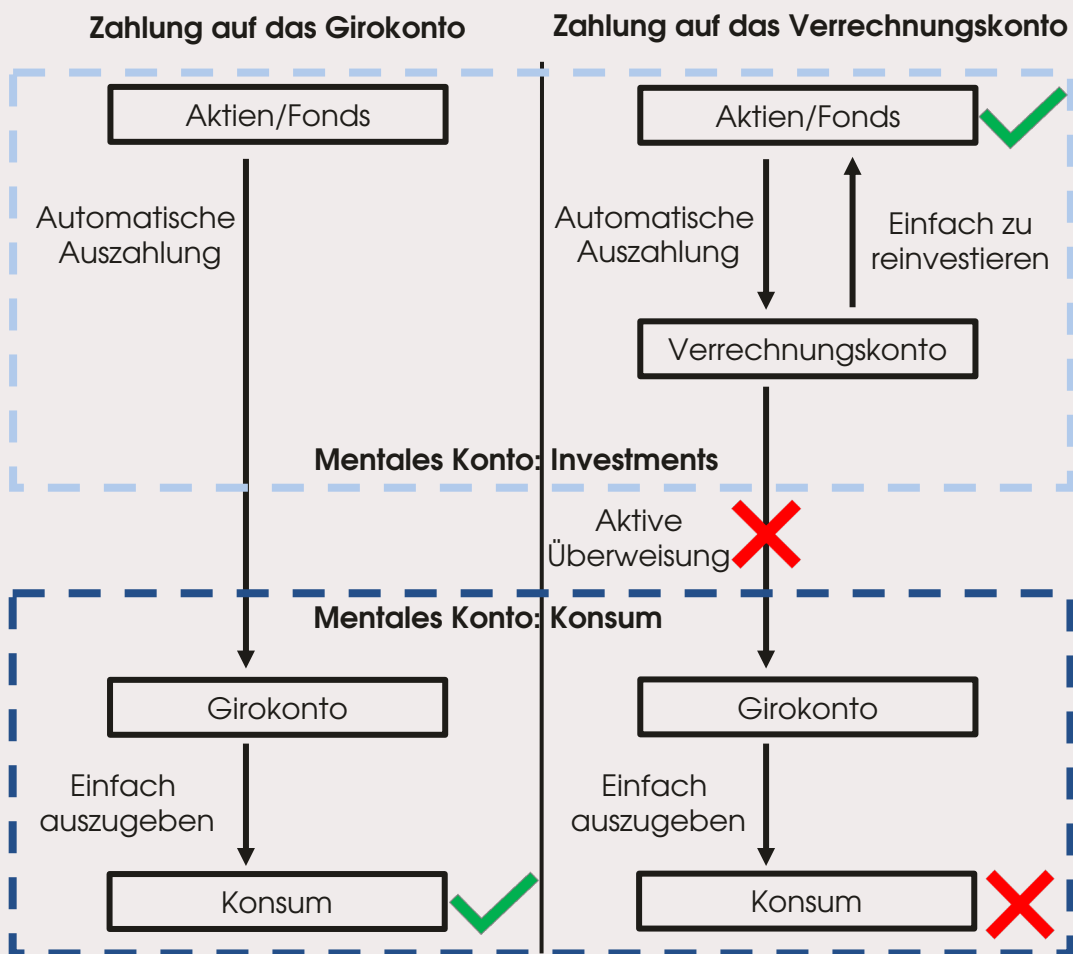 Zahlung auf das Girokonto
Aktien/Fonds
Automatische
Auszahlung
Zahlung auf das Verrechnungskonto
Aktien/Fonds
Automatische
Auszahlung
Einfach zu
reinvestieren
Verrechnungskonto
Mentales Konto: Investments
Aktive
Überweisung
Mentales Konto: Konsum
Girokonto
Einfach
auszugeben
Konsum
Girokonto
Einfach
auszugeben
Konsum